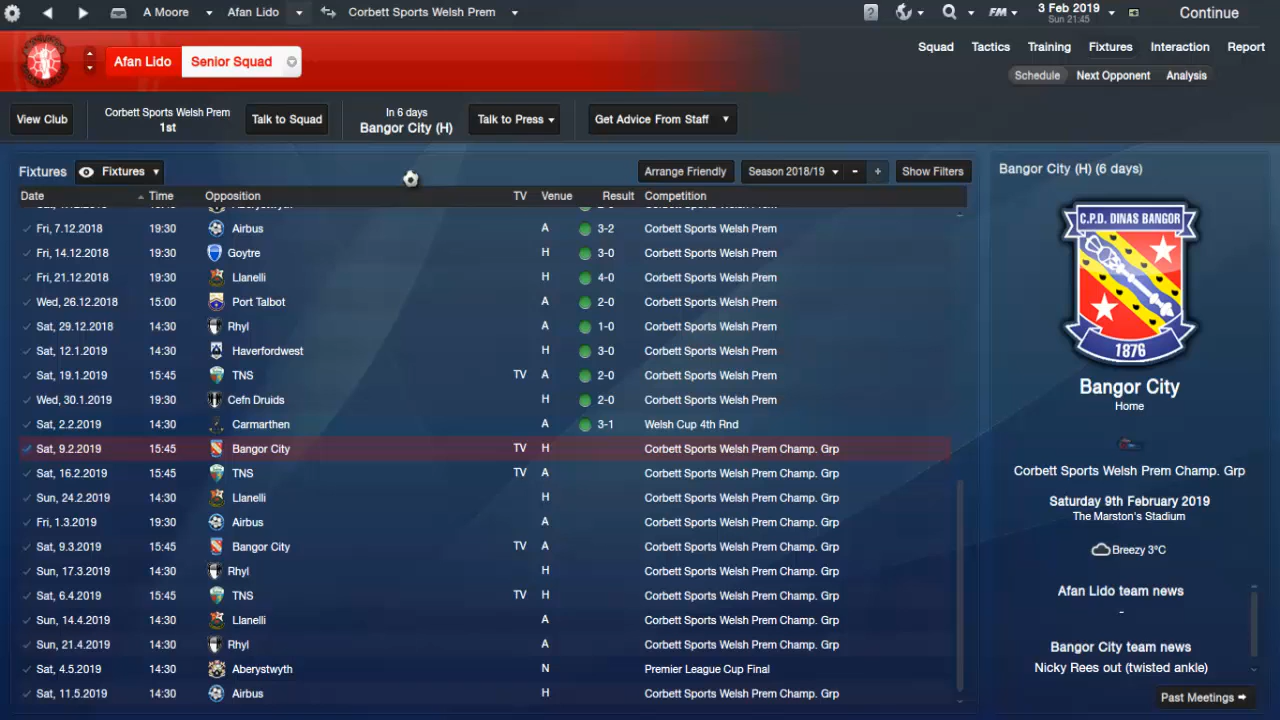 A Moore Afan Lido Corbett Sports Welsh Prem ? FM 3 Feb 2019 Continue
Sun 21:45
Afan Lido Senior Squad
Squad Tactics Training Fixtures Interaction Report
Schedule Next Opponent Analysis
View Club Corbett Sports Welsh Prem Talk to Squad In 6 days Talk to Press Get Advice From Staff
1st Bangor City (H)
Fixtures Fixtures Arrange Friendly Season 2018/19 - + Show Filters
Date Time Opposition TV Venue Result Competition
Fri, 7.12.2018 19:30 Airbus A 3-2 Corbett Sports Welsh Prem
Fri, 14.12.2018 19:30 Goytre H 3-0 Corbett Sports Welsh Prem
Fri, 21.12.2018 19:30 Llanelli H 4-0 Corbett Sports Welsh Prem
Wed, 26.12.2018 15:00 Port Talbot A 2-0 Corbett Sports Welsh Prem
Sat, 29.12.2018 14:30 Rhyl A 1-0 Corbett Sports Welsh Prem
Sat, 12.1.2019 14:30 Haverfordwest H 3-0 Corbett Sports Welsh Prem
Sat, 19.1.2019 15:45 TNS TV A 2-0 Corbett Sports Welsh Prem
Wed, 30.1.2019 19:30 Cefn Druids H 2-0 Corbett Sports Welsh Prem
Sat, 2.2.2019 14:30 Carmarthen A 3-1 Welsh Cup 4th Rnd
Sat, 9.2.2019 15:45 Bangor City TV H Corbett Sports Welsh Prem Champ. Grp
Sat, 16.2.2019 15:45 TNS TV A Corbett Sports Welsh Prem Champ. Grp
Sun, 24.2.2019 14:30 Llanelli H Corbett Sports Welsh Prem Champ. Grp
Fri, 1.3.2019 19:30 Airbus A Corbett Sports Welsh Prem Champ. Grp
Sat, 9.3.2019 15:45 Bangor City TV A Corbett Sports Welsh Prem Champ. Grp
Sun, 17.3.2019 14:30 Rhyl H Corbett Sports Welsh Prem Champ. Grp
Sat, 6.4.2019 15:45 TNS TV H Corbett Sports Welsh Prem Champ. Grp
Sun, 14.4.2019 14:30 Llanelli A Corbett Sports Welsh Prem Champ. Grp
Sun, 21.4.2019 14:30 Rhyl A Corbett Sports Welsh Prem Champ. Grp
Sat, 4.5.2019 14:30 Aberystwyth N Premier League Cup Final
Sat, 11.5.2019 14:30 Airbus H Corbett Sports Welsh Prem Champ. Grp
Bangor City (H) (6 days)
C.P.D. DINAS BANGOR
1876
Bangor City
Home
Corbett Sports Welsh Prem Champ. Grp
Saturday 9th February 2019
The Marston's Stadium
Breezy 3°C
Afan Lido team news
-
Bangor City team news
Nicky Rees out (twisted ankle)
Past Meetings